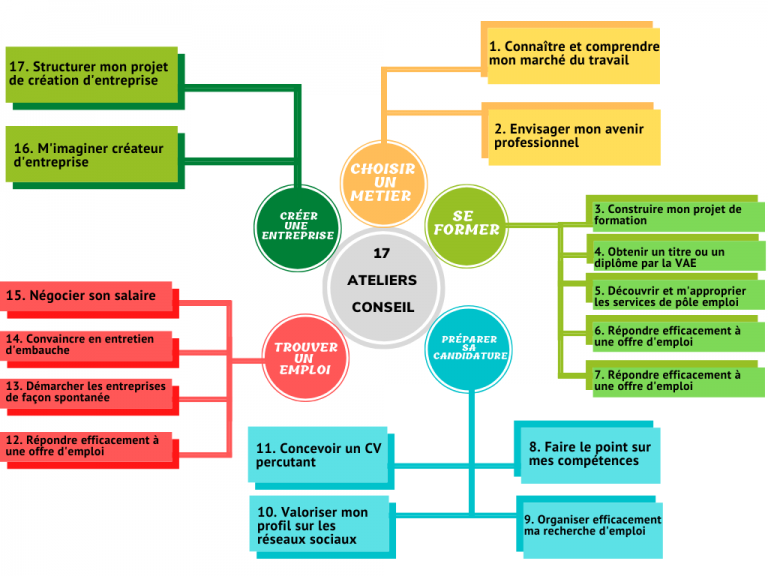 17
ATELIERS
CONSEIL
CHOISIR
UN
METIER
1. Connaître et comprendre
mon marché du travail
2. Envisager mon avenir
professionnel
SE
FORMER
3. Construire mon projet de
formation
4. Obtenir un titre ou un
diplôme par la VAE
5. Découvrir et m'approprier
les services de pôle emploi
6. Répondre efficacement à
une offre d'emploi
7. Répondre efficacement à
une offre d'emploi
PRÉPARER
SA
CANDIDATURE
8. Faire le point sur
mes compétences
9. Organiser efficacement
ma recherche d'emploi
10. Valoriser mon
profil sur les
réseaux sociaux
11. Concevoir un CV
percutant
TROUVER
UN
EMPLOI
12. Répondre efficacement à
une offre d'emploi
13. Démarcher les entreprises
de façon spontanée
14. Convaincre en entretien
d'embauche
15. Négocier son salaire
CRÉER
UNE
ENTREPRISE
16. M'imaginer créateur
d'entreprise
17. Structurer mon projet
de création d'entreprise